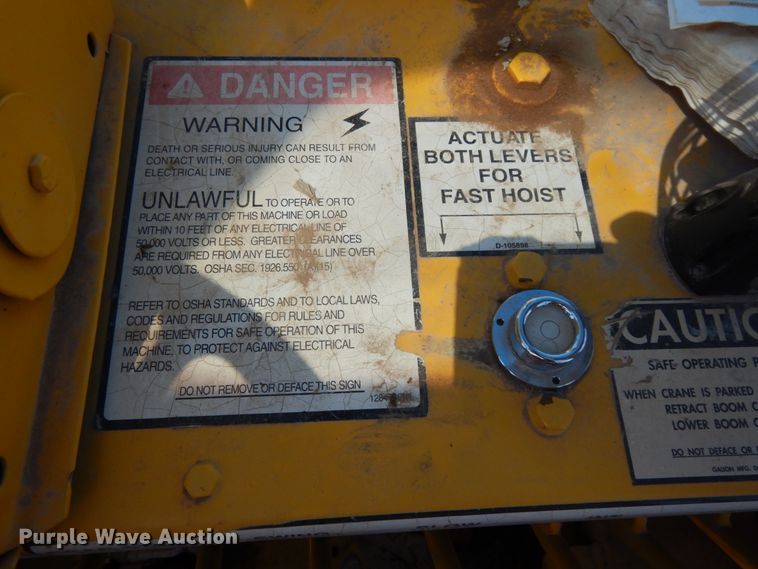 DANGER
WARNING
DEATH OR SERIOUS INJURY CAN RESULT FROM
CONTACT WITH, OR COMING CLOSE TO AN
ELECTRICAL LINE.
UNLAWFUL TO OPERATE OR TO
PLACE ANY PART OF THIS MACHINE OR LOAD
WITHIN 10 FEET OF ANY ELECTRICAL LINE OF
50,000 VOLTS OR LESS. GREATER CLEARANCES
ARE REQUIRED FROM ANY ELECTRICAL LINE OVER
50,000 VOLTS. OSHA SEC. 1926.550 (A)(15)
REFER TO OSHA STANDARDS AND TO LOCAL LAWS,
CODES AND REGULATIONS FOR RULES AND
REQUIREMENTS FOR SAFE OPERATION OF THIS
MACHINE, TO PROTECT AGAINST ELECTRICAL
HAZARDS.
DO NOT REMOVE OR DEFACE THIS SIGN
ACTUATE
BOTH LEVERS
FOR
FAST HOIST
D-105898
CAUTIO
SAFE OPERATING P
WHEN CRANE IS PARKED
RETRACT BOOM C
LOWER BOOM C
DO NOT DEFACE OR
GALION MFG. D
Purple Wave Auction